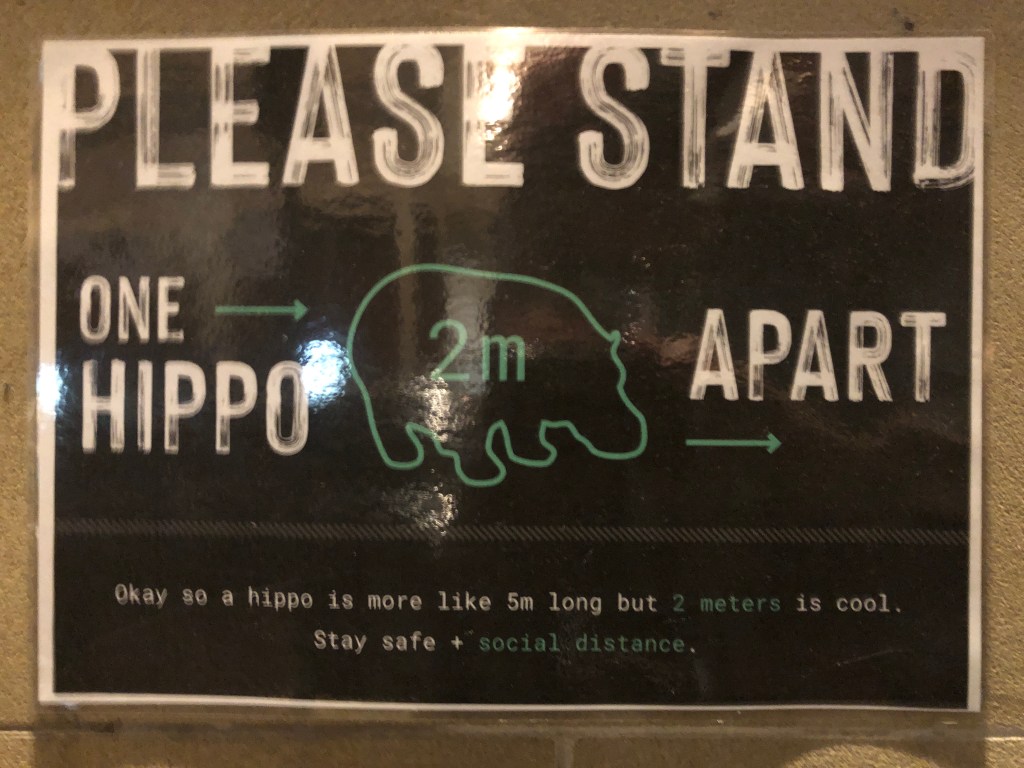 PLEASE STAND
ONE
HIPPO
2m
APART
Okay so a hippo is more like 5m long but 2 meters is cool.
Stay safe + social distance.